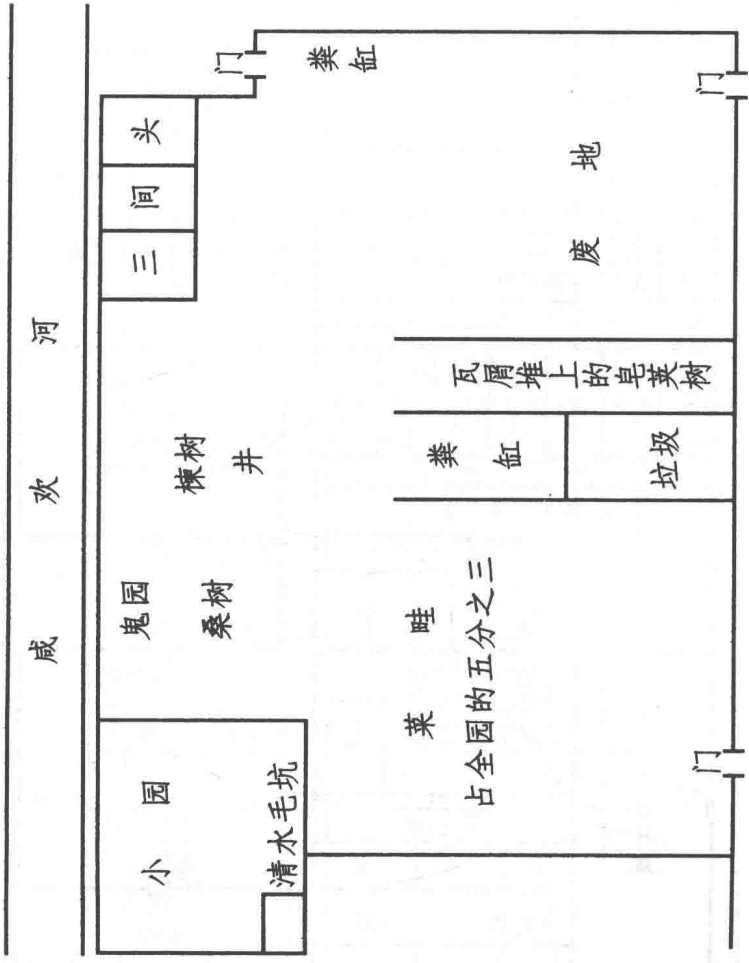 咸欢河
小园
鬼园
三间头
楝树
桑树
井
门
清水毛坑
粪缸
菜畦
占全园的五分之三
粪缸
瓦屑堆上的皂荚树
废地
垃圾
门
门